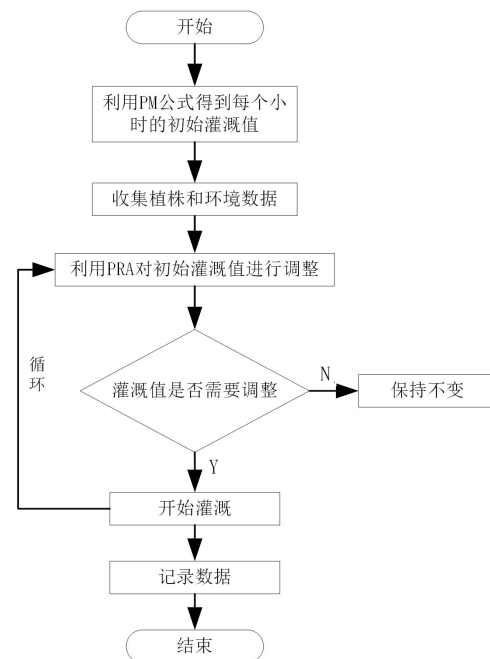 开始
利用PM公式得到每个小
时的初始灌溉值
收集植株和环境数据
利用PRA对初始灌溉值进行调整
循
环
灌溉值是否需要调整
N
保持不变
Y
开始灌溉
记录数据
结束